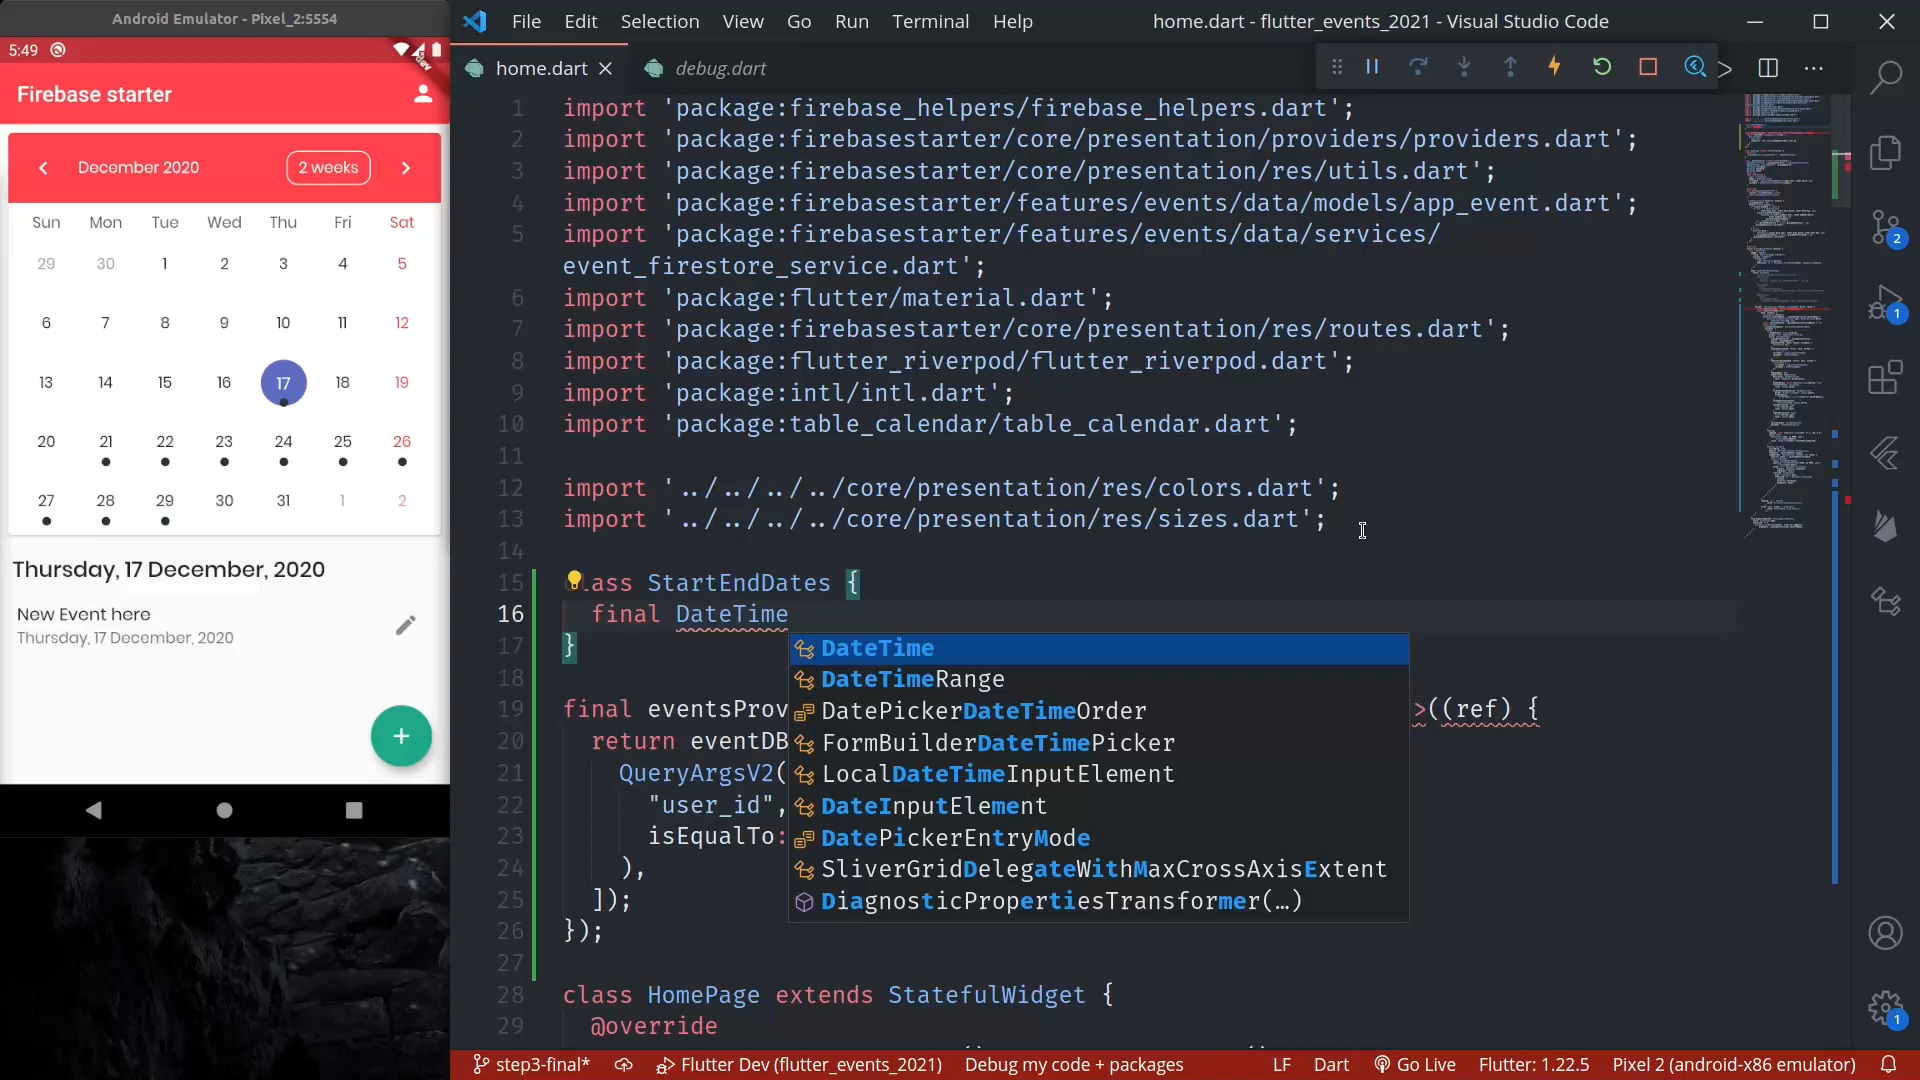 Android Emulator - Pixel_2:5554
5:49
Dev
Firebase starter
December 2020
2 weeks
Sun Mon Tue Wed Thu Fri Sat
29 30 1 2 3 4 5
6 7 8 9 10 11 12
13 14 15 16 17 18 19
20 21 22 23 24 25 26
27 28 29 30 31 1 2
Thursday, 17 December, 2020
New Event here
Thursday, 17 December, 2020
+
File Edit Selection View Go Run Terminal Help
home.dart - flutter_events_2021 - Visual Studio Code
home.dart
debug.dart
1 import 'package:firebase_helpers/firebase_helpers.dart';
2 import 'package:firebasestarter/core/presentation/providers/providers.dart';
3 import 'package:firebasestarter/core/presentation/res/utils.dart';
4 import 'package:firebasestarter/features/events/data/models/app_event.dart';
5 import 'package:firebasestarter/features/events/data/services/
event_firestore_service.dart';
6 import 'package:flutter/material.dart';
7 import 'package:firebasestarter/core/presentation/res/routes.dart';
8 import 'package:flutter_riverpod/flutter_riverpod.dart';
9 import 'package:intl/intl.dart';
10 import 'package:table_calendar/table_calendar.dart';
11
12 import '../../../../core/presentation/res/colors.dart';
13 import '../../../../core/presentation/res/sizes.dart';
14
15 lass StartEndDates {
16 final DateTime
17 }
18
19 final eventsProv >((ref) {
20 return eventDB
21 QueryArgsV2(
22 "user_id",
23 isEqualTo:
24 ),
25 ]);
26 });
27
28 class HomePage extends StatefulWidget {
29 @override
DateTime
DateTimeRange
DatePickerDateTimeOrder
FormBuilderDateTimePicker
LocalDateTimeInputElement
DateInputElement
DatePickerEntryMode
SliverGridDelegateWithMaxCrossAxisExtent
DiagnosticPropertiesTransformer(…)
2
1
1
step3-final* Flutter Dev (flutter_events_2021) Debug my code + packages LF Dart Go Live Flutter: 1.22.5 Pixel 2 (android-x86 emulator)